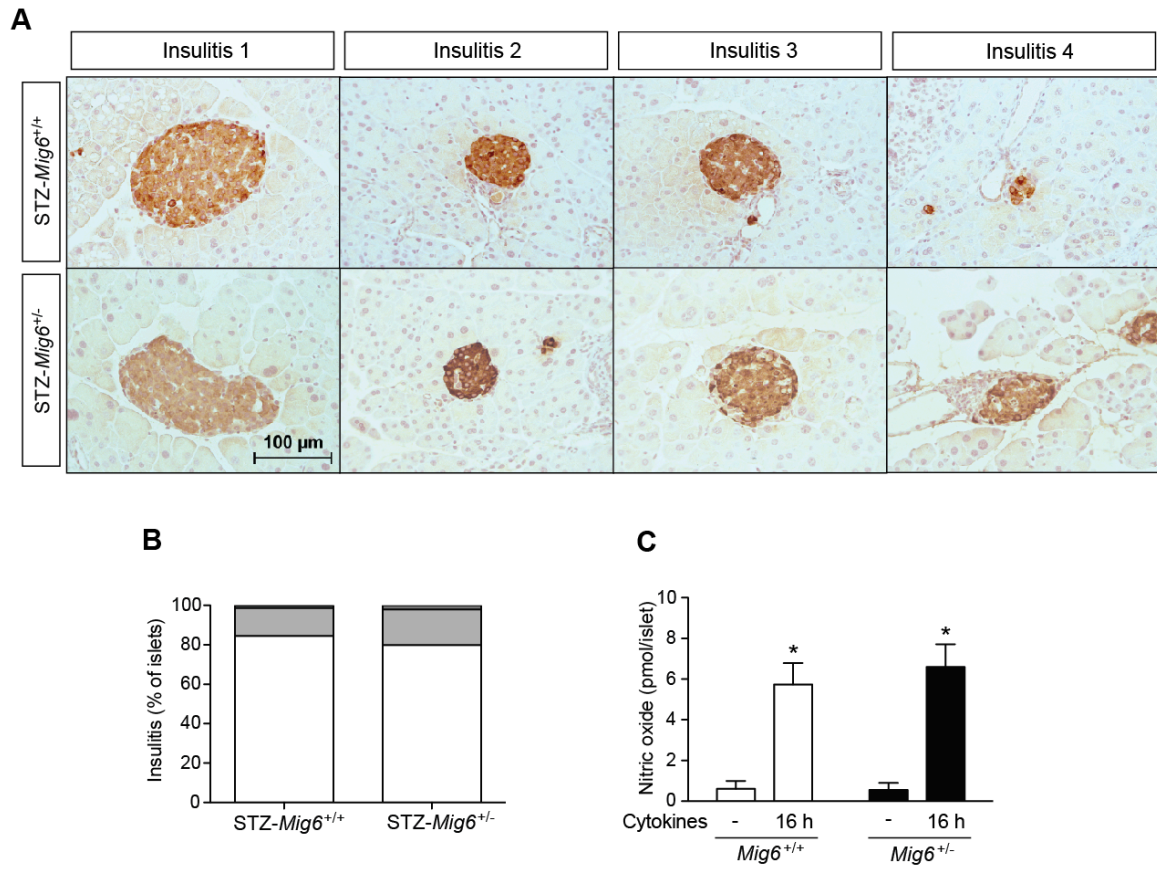 A
Insulitis 1
Insulitis 2
Insulitis 3
Insulitis 4
STZ-Mig6+/+
STZ-Mig6+/-
100 µm
B
Insulitis (% of islets)
100
80
60
40
20
0
STZ-Mig6+/+
STZ-Mig6+/-
C
Nitric oxide (pmol/islet)
10
8
6
4
2
0
*
*
Cytokines - 16 h - 16 h
Mig6+/+
Mig6+/-